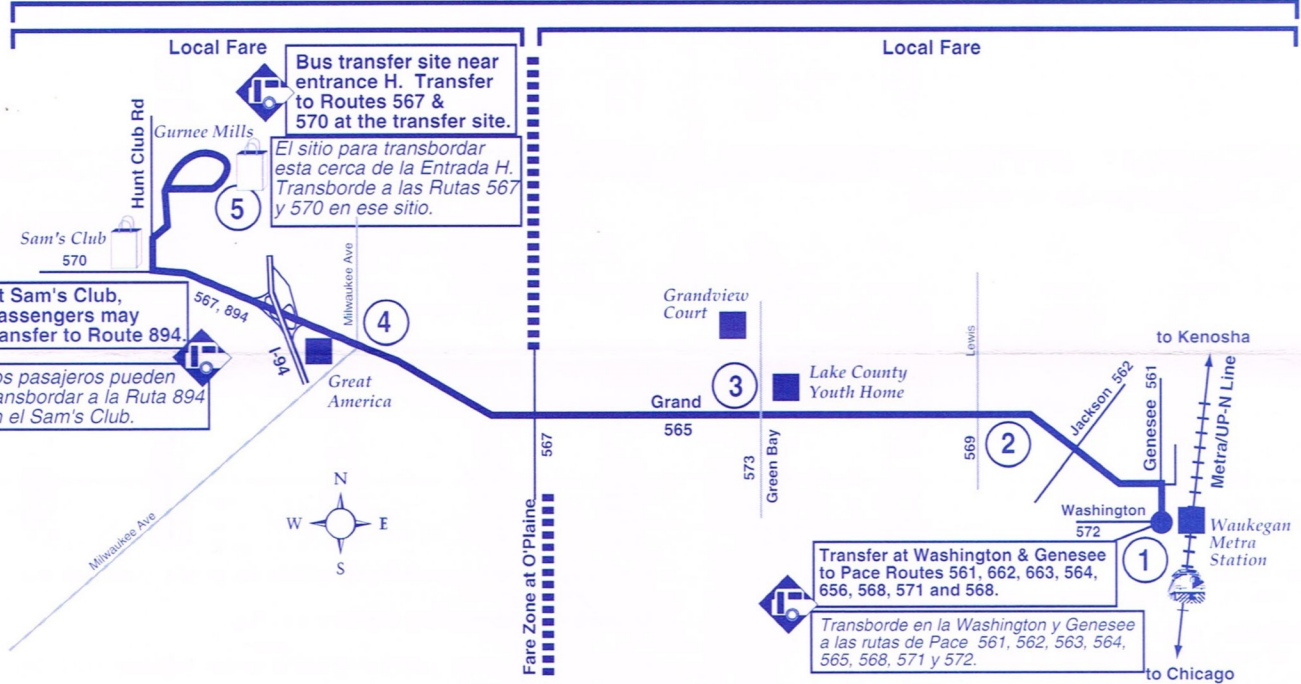 Local Fare
Local Fare
Bus transfer site near
entrance H. Transfer
to Routes 567 &
570 at the transfer site.
El sitio para transbordar
esta cerca de la Entrada H.
Transborde a las Rutas 567
y 570 en ese sitio.
Hunt Club Rd
Gurnee Mills
5
Sam's Club
570
t Sam's Club,
assengers may
ansfer to Route 894.
os pasajeros pueden
ansbordar a la Ruta 894
n el Sam's Club.
567, 894
I-94
Milwaukee Ave
4
Great
America
Milwaukee Ave
N
W
E
S
567
Fare Zone at O'Plaine
Grand
565
Grandview
Court
3
Lake County
Youth Home
573
Green Bay
Lewis
569
2
Jackson 562
Genesee 561
to Kenosha
Metra/UP-N Line
Washington
572
1
Waukegan
Metra
Station
Transfer at Washington & Genesee
to Pace Routes 561, 662, 663, 564,
656, 568, 571 and 568.
Transborde en la Washington y Genesee
a las rutas de Pace 561, 562, 563, 564,
565, 568, 571 y 572.
to Chicago